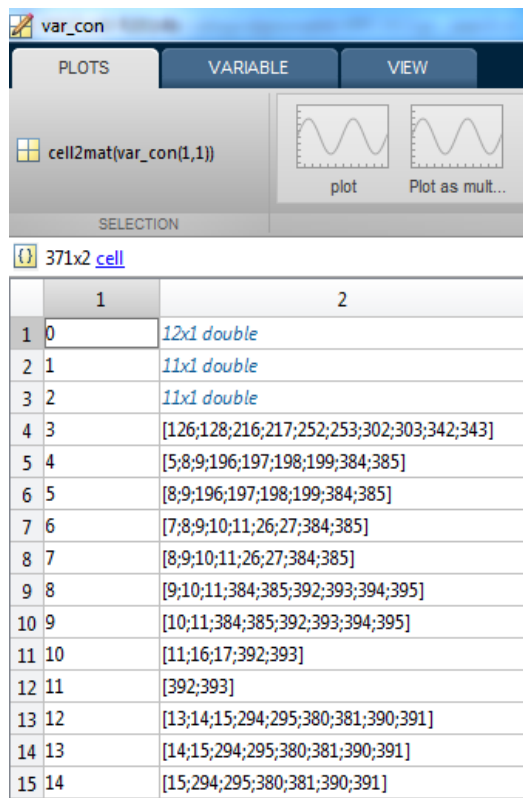 var_con
PLOTS VARIABLE VIEW
cell2mat(var_con(1,1))
plot Plot as mult...
SELECTION
{} 371x2 cell
1 2
1 0 12x1 double
2 1 11x1 double
3 2 11x1 double
4 3 [126;128;216;217;252;253;302;303;342;343]
5 4 [5;8;9;196;197;198;199;384;385]
6 5 [8;9;196;197;198;199;384;385]
7 6 [7;8;9;10;11;26;27;384;385]
8 7 [8;9;10;11;26;27;384;385]
9 8 [9;10;11;384;385;392;393;394;395]
10 9 [10;11;384;385;392;393;394;395]
11 10 [11;16;17;392;393]
12 11 [392;393]
13 12 [13;14;15;294;295;380;381;390;391]
14 13 [14;15;294;295;380;381;390;391]
15 14 [15;294;295;380;381;390;391]